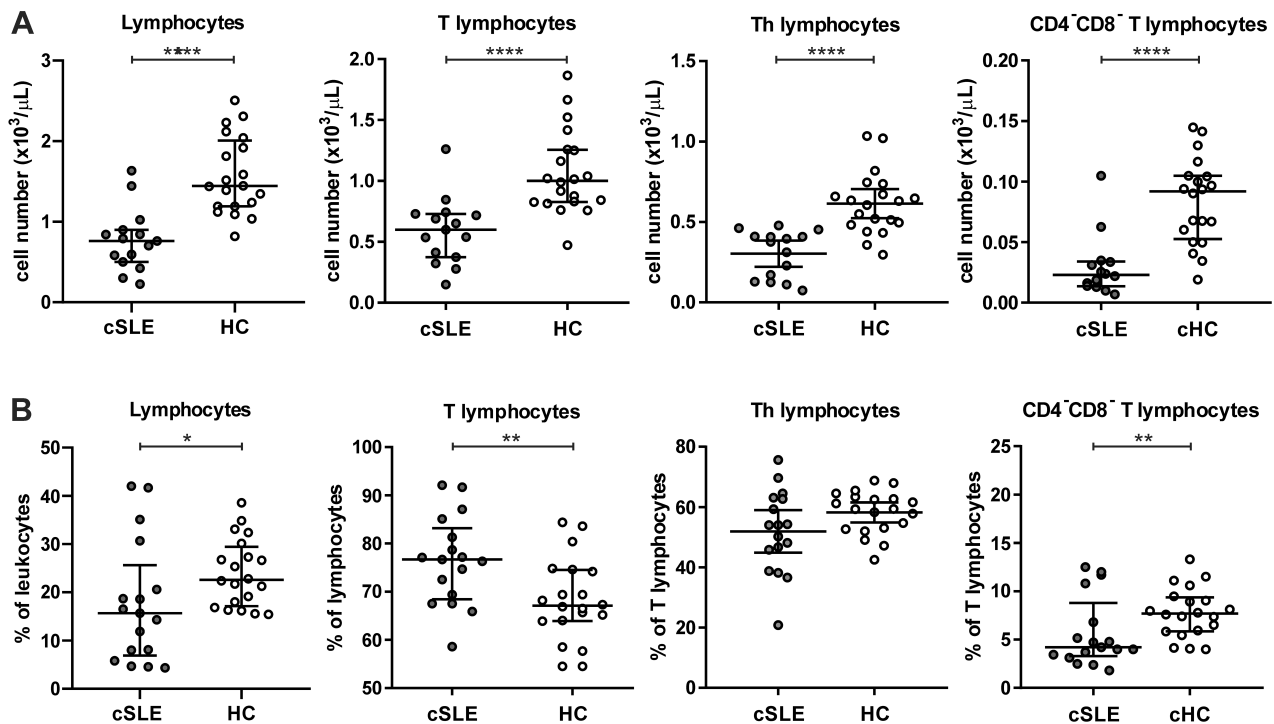 A
Lymphocytes
****
cell number (x10³/µL)
3
2
1
0
cSLE HC
T lymphocytes
****
cell number (x10³/µL)
2.0
1.5
1.0
0.5
0.0
cSLE HC
Th lymphocytes
****
cell number (x10³/µL)
1.5
1.0
0.5
0.0
cSLE HC
CD4⁻CD8⁻ T lymphocytes
****
cell number (x10³/µL)
0.20
0.15
0.10
0.05
0.00
cSLE cHC
B
Lymphocytes
*
% of leukocytes
50
40
30
20
10
0
cSLE HC
T lymphocytes
**
% of lymphocytes
100
90
80
70
60
50
cSLE HC
Th lymphocytes
% of T lymphocytes
80
60
40
20
0
cSLE HC
CD4⁻CD8⁻ T lymphocytes
**
% of T lymphocytes
25
20
15
10
5
0
cSLE cHC